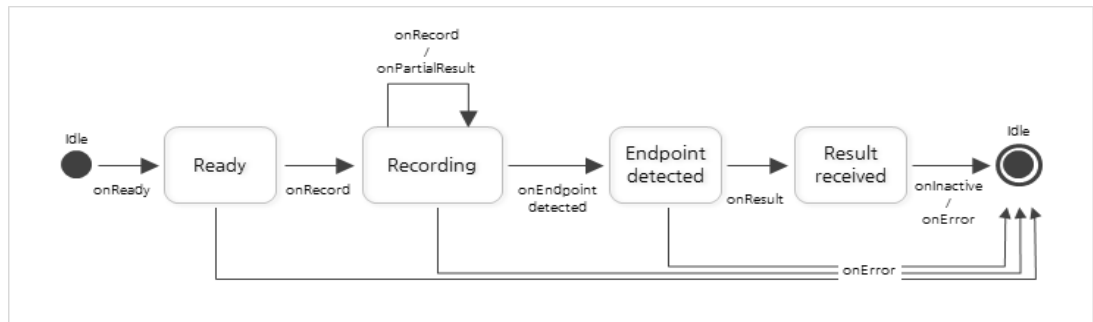 onRecord
/
onPartialResult
Idle
Idle
Ready
Recording
Endpoint
detected
Result
received
onReady
onRecord
onEndpoint
detected
onResult
onInactive
/
onError
onError